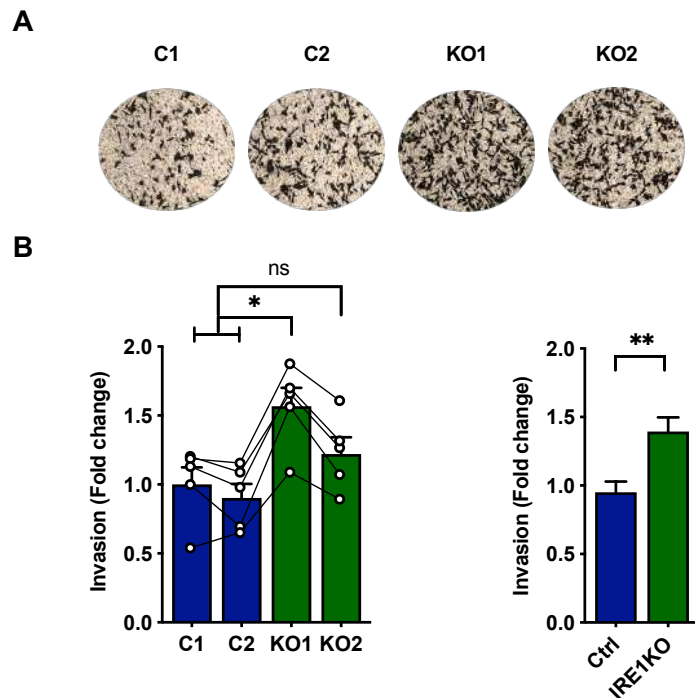 A
C1 C2 KO1 KO2
B
ns
*
Invasion (Fold change)
2.0
1.5
1.0
0.5
0.0
C1 C2 KO1 KO2
**
Invasion (Fold change)
2.0
1.5
1.0
0.5
0.0
Ctrl
IRE1KO